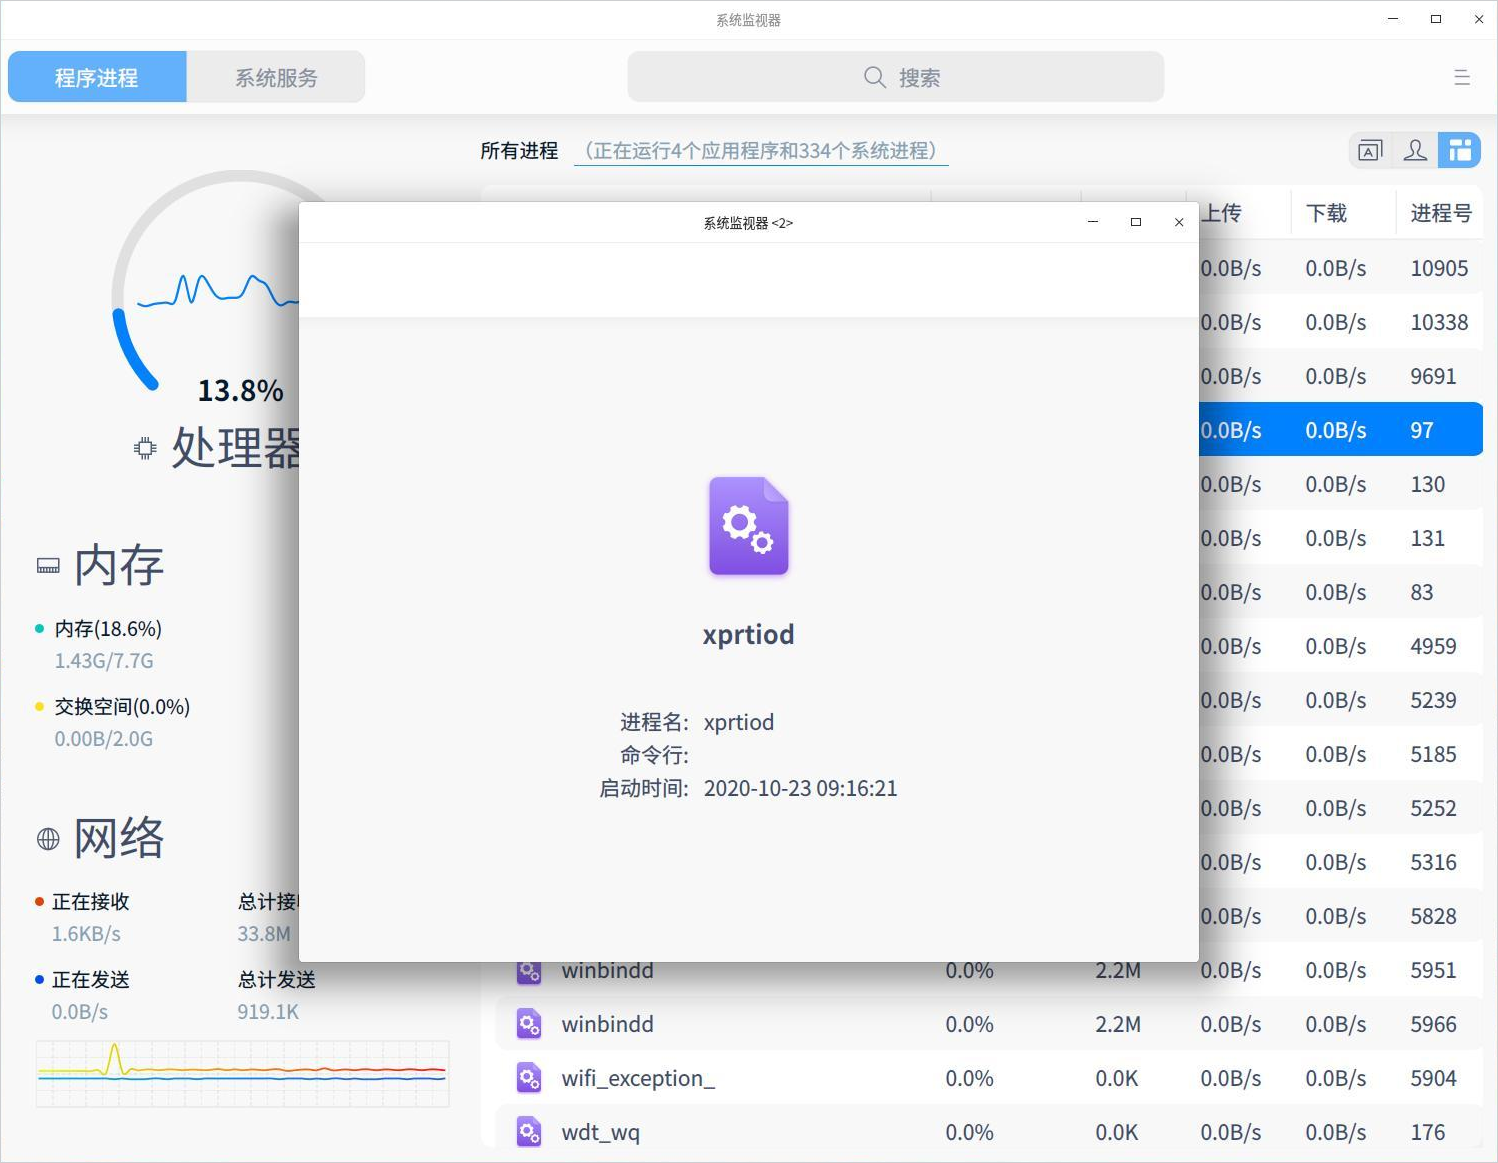 系统监视器
程序进程
系统服务
搜索
所有进程 （正在运行4个应用程序和334个系统进程）
上传 下载 进程号
13.8%
处理器
内存
内存(18.6%)
1.43G/7.7G
交换空间(0.0%)
0.00B/2.0G
网络
正在接收 总计接收
1.6KB/s 33.8M
正在发送 总计发送
0.0B/s 919.1K
系统监视器 <2>
xprtiod
进程名: xprtiod
命令行:
启动时间: 2020-10-23 09:16:21
0.0B/s 0.0B/s 10905
0.0B/s 0.0B/s 10338
0.0B/s 0.0B/s 9691
0.0B/s 0.0B/s 97
0.0B/s 0.0B/s 130
0.0B/s 0.0B/s 131
0.0B/s 0.0B/s 83
0.0B/s 0.0B/s 4959
0.0B/s 0.0B/s 5239
0.0B/s 0.0B/s 5185
0.0B/s 0.0B/s 5252
0.0B/s 0.0B/s 5316
0.0B/s 0.0B/s 5828
winbindd 0.0% 2.2M 0.0B/s 0.0B/s 5951
winbindd 0.0% 2.2M 0.0B/s 0.0B/s 5966
wifi_exception_ 0.0% 0.0K 0.0B/s 0.0B/s 5904
wdt_wq 0.0% 0.0K 0.0B/s 0.0B/s 176